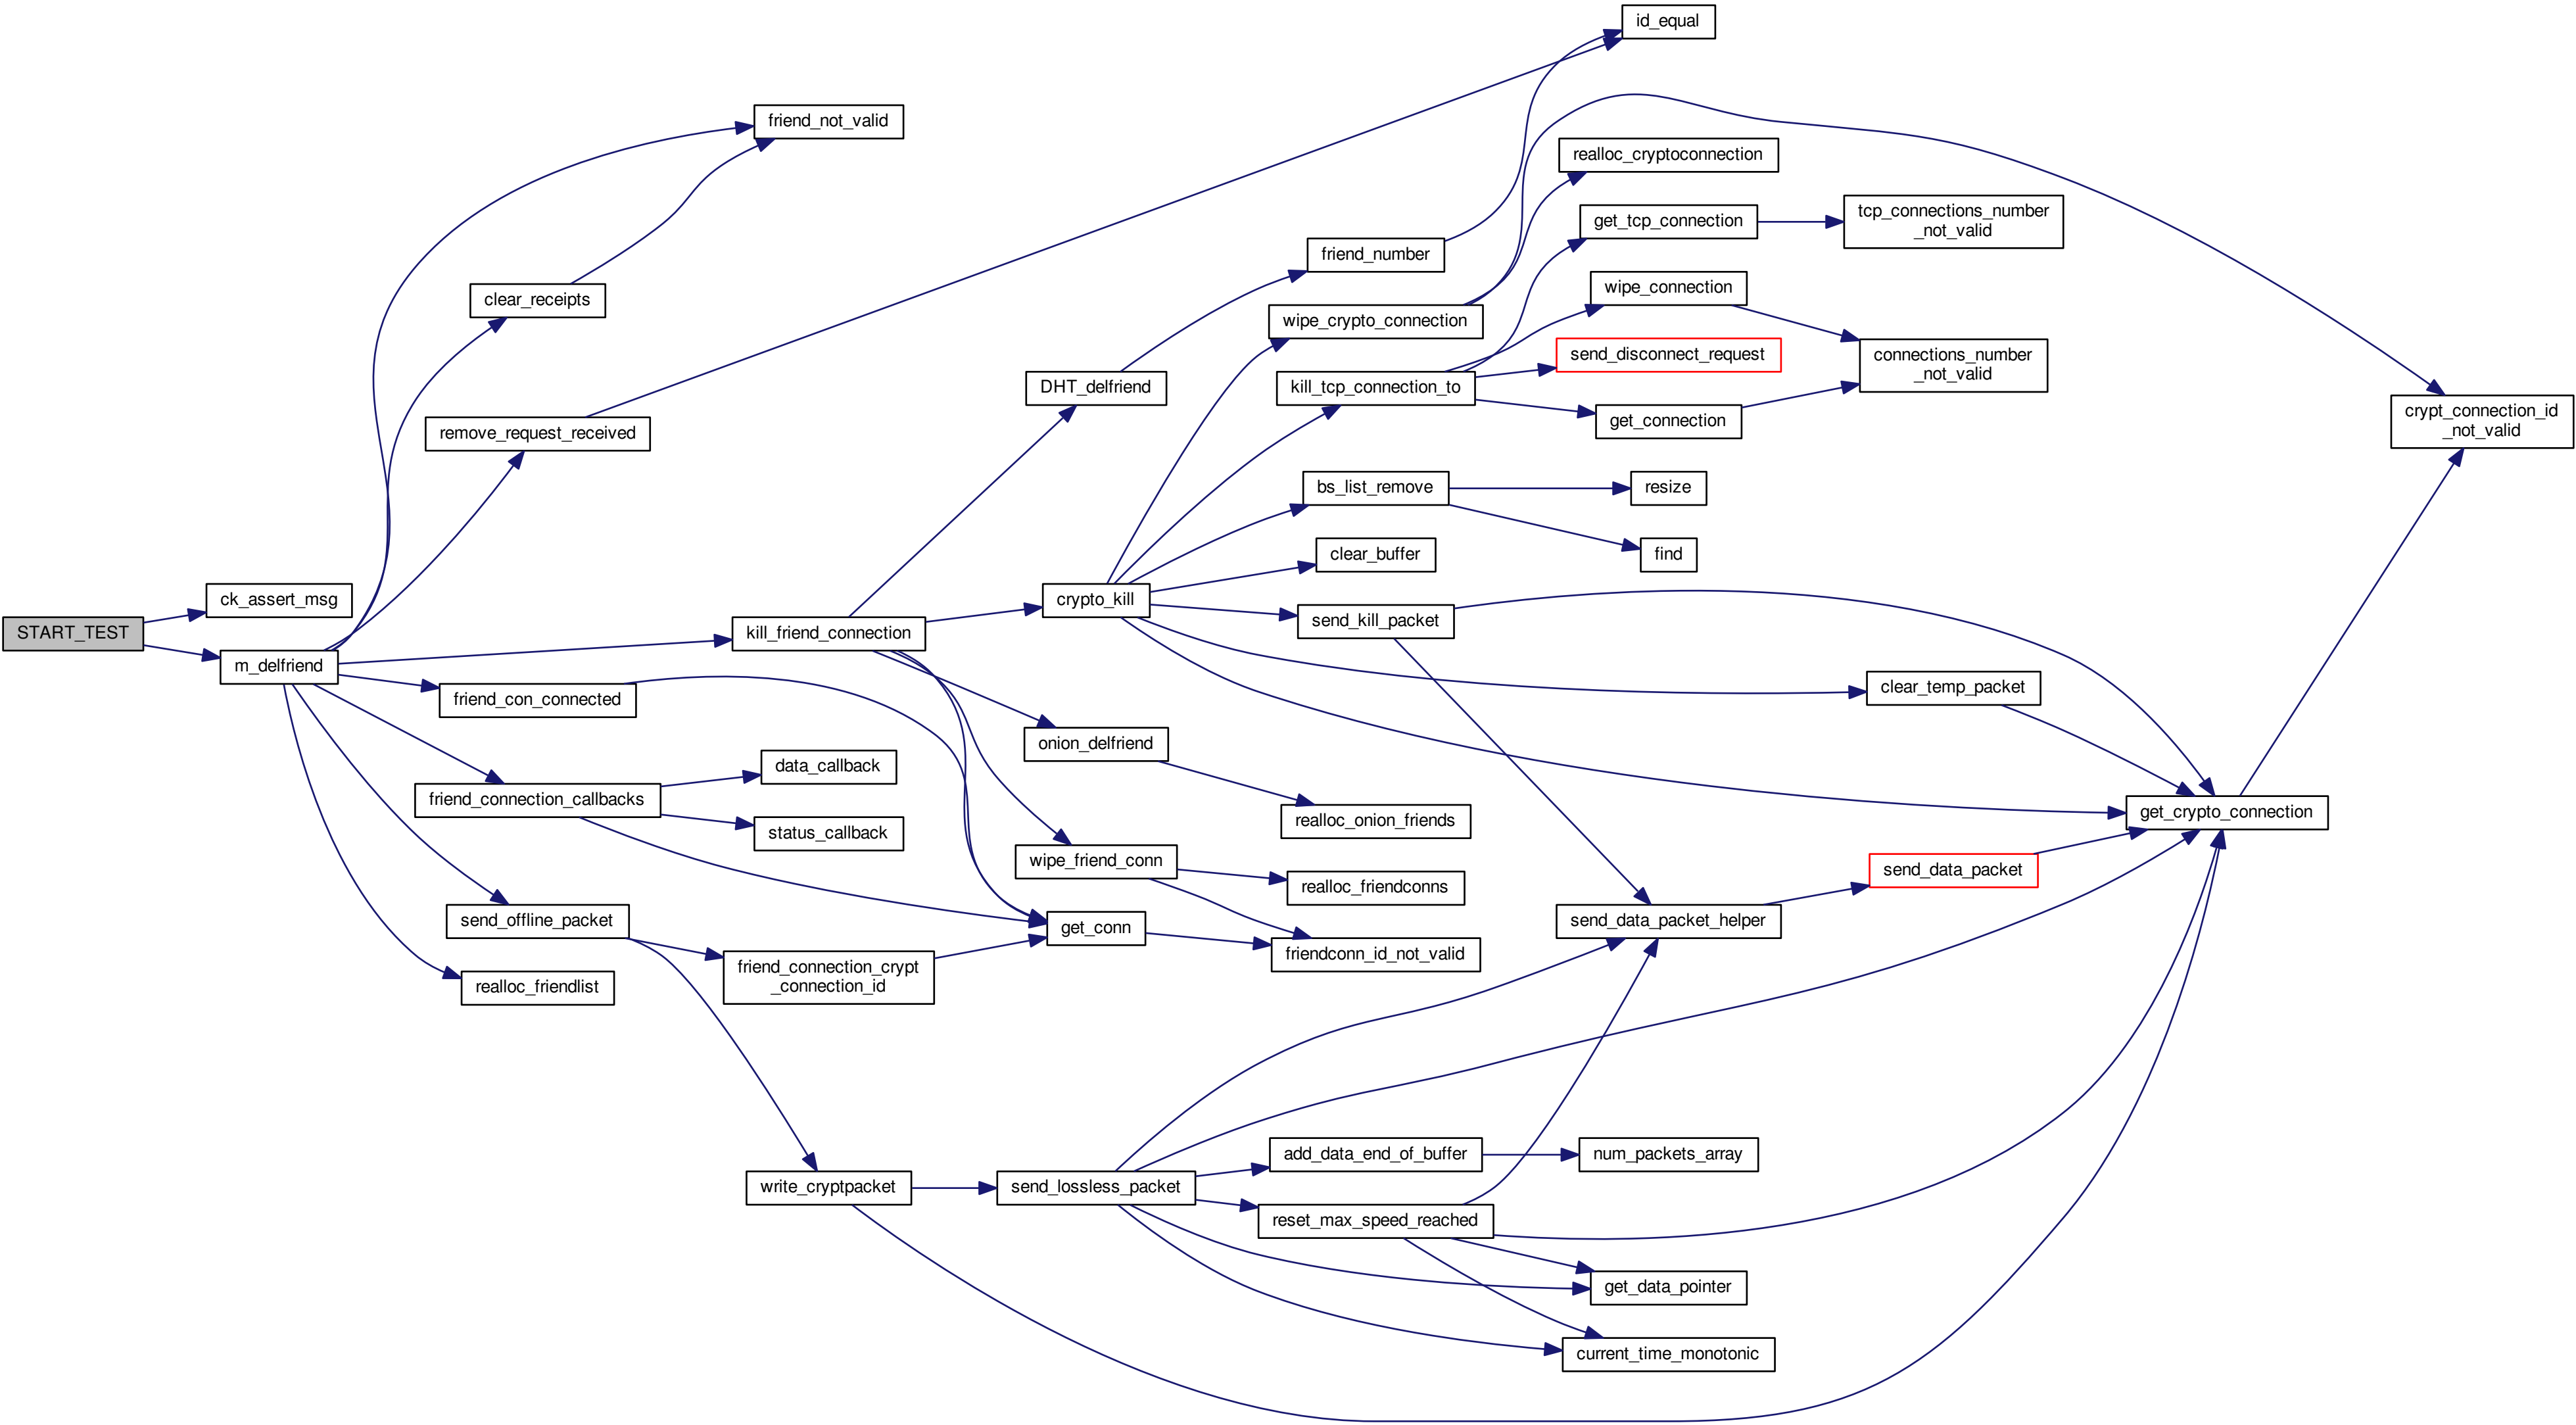 id_equal
friend_not_valid
realloc_cryptoconnection
get_tcp_connection
tcp_connections_number
_not_valid
friend_number
clear_receipts
wipe_connection
wipe_crypto_connection
send_disconnect_request
connections_number
_not_valid
DHT_delfriend
kill_tcp_connection_to
get_connection
crypt_connection_id
_not_valid
remove_request_received
bs_list_remove
resize
clear_buffer
find
ck_assert_msg
crypto_kill
send_kill_packet
START_TEST
kill_friend_connection
m_delfriend
clear_temp_packet
friend_con_connected
onion_delfriend
data_callback
friend_connection_callbacks
get_crypto_connection
realloc_onion_friends
status_callback
wipe_friend_conn
send_data_packet
realloc_friendconns
send_offline_packet
send_data_packet_helper
get_conn
friendconn_id_not_valid
friend_connection_crypt
_connection_id
realloc_friendlist
add_data_end_of_buffer
num_packets_array
write_cryptpacket
send_lossless_packet
reset_max_speed_reached
get_data_pointer
current_time_monotonic